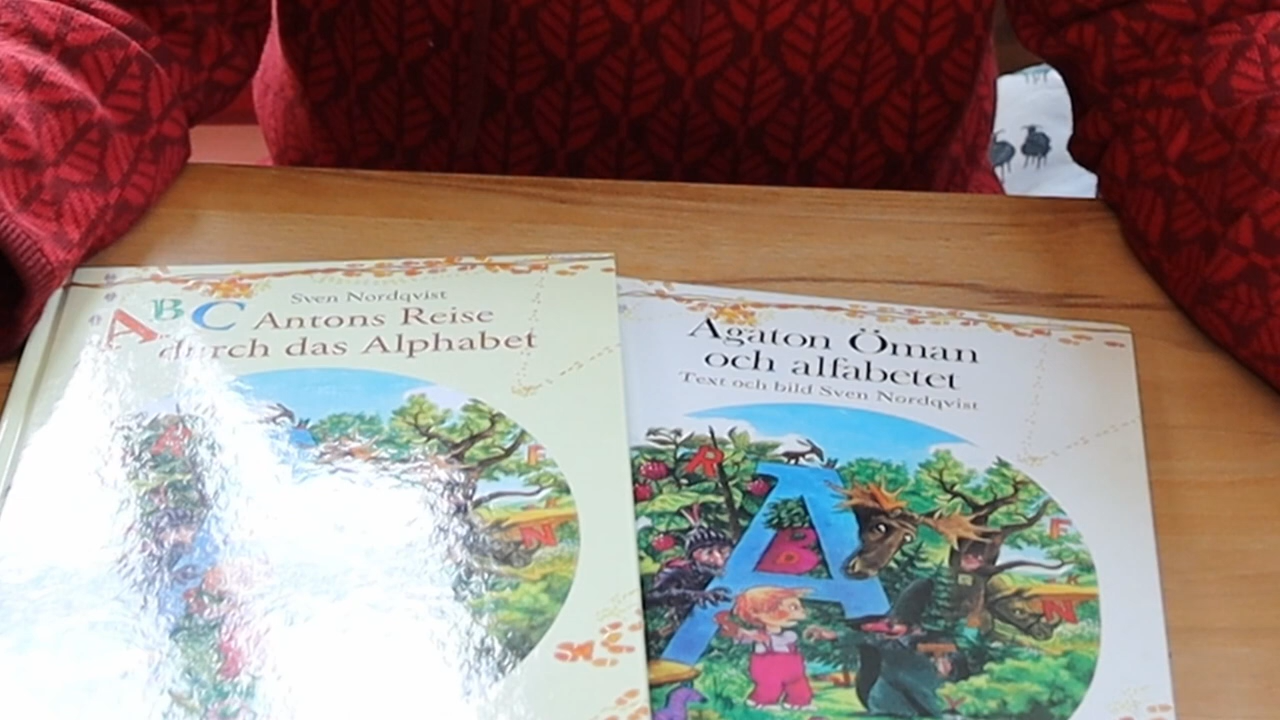 Sven Nordqvist
ABC Antons Reise
durch das Alphabet
Agaton Öman
och alfabetet
Text och bild Sven Nordqvist
R
A
B
F
K
N
A
F
N